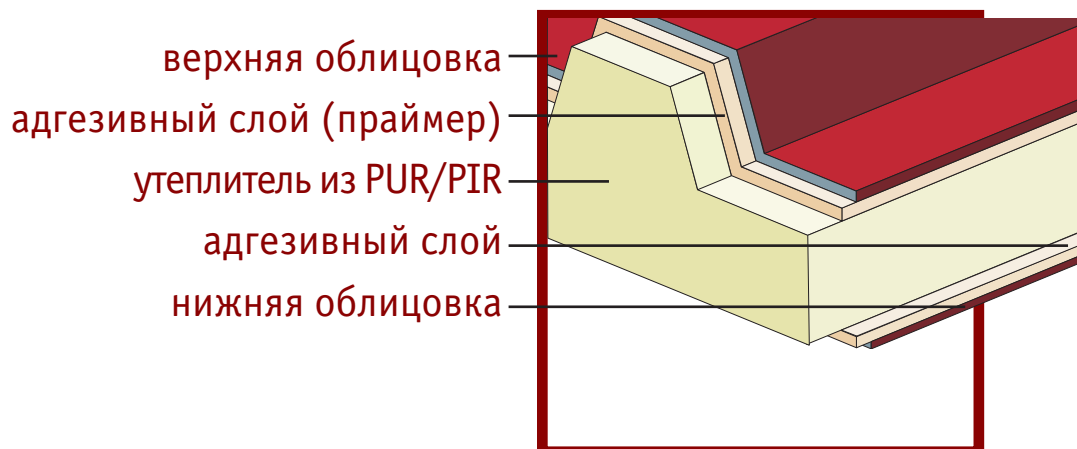 верхняя облицовка
адгезивный слой (праймер)
утеплитель из PUR/PIR
адгезивный слой
нижняя облицовка